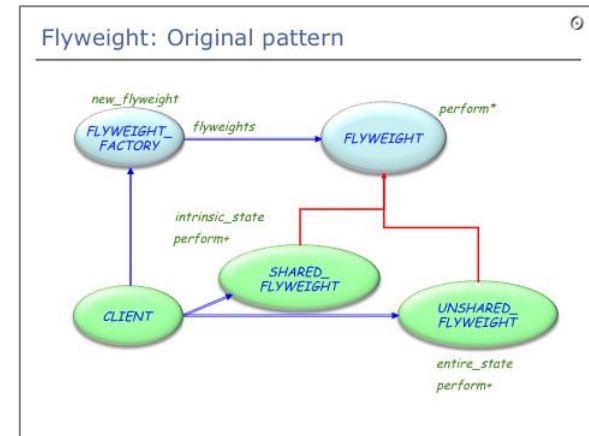 Flyweight: Original pattern
new_flyweight
perform*
FLYWEIGHT_
FACTORY
flyweights
FLYWEIGHT
intrinsic_state
perform+
SHARED_
FLYWEIGHT
CLIENT
UNSHARED_
FLYWEIGHT
entire_state
perform+